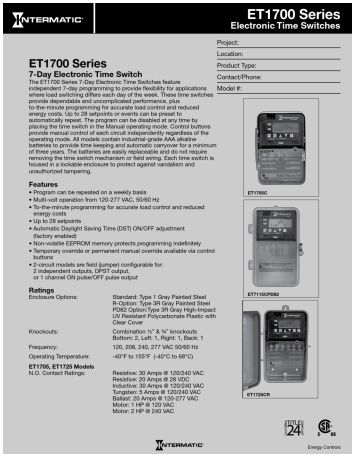 INTERMATIC®
ET1700 Series
Electronic Time Switches
Project:
Location:
Product Type:
Contact/Phone:
Model #:
ET1700 Series
7-Day Electronic Time Switch
The ET1700 Series 7-Day Electronic Time Switches feature
independent 7-day programming to provide flexibility for applications
where load switching differs each day of the week. These time switches
provide dependable and uncomplicated performance, plus
to-the-minute programming for accurate load control and reduced
energy costs. Up to 28 setpoints or events can be preset to
automatically repeat. The program can be disabled at any time by
placing the time switch in the Manual operating mode. Control buttons
provide manual control of each circuit independently regardless of the
operating mode. All models contain industrial-grade AAA alkaline
batteries to provide time keeping and automatic carryover for a minimum
of three years. The batteries are easily replaceable and do not require
removing the time switch mechanism or field wiring. Each time switch is
housed in a lockable enclosure to protect against vandalism and
unauthorized tampering.
Features
• Program can be repeated on a weekly basis
• Multi-volt operation from 120-277 VAC, 50/60 Hz
• To-the-minute programming for accurate load control and reduced
energy costs
• Up to 28 setpoints
• Automatic Daylight Saving Time (DST) ON/OFF adjustment
(factory enabled)
• Non-volatile EEPROM memory protects programming indefinitely
• Temporary override or permanent manual override available via control
buttons
• 2-circuit models are field (jumper) configurable for:
2 independent outputs, DPST output,
or 1 channel ON pulse/OFF pulse output
Ratings
Enclosure Options: Standard: Type 1 Gray Painted Steel
R-Option: Type 3R Gray Painted Steel
PD82 Option:Type 3R Gray High-Impact
UV Resistant Polycarbonate Plastic with
Clear Cover
Knockouts: Combination ½" & ¾" knockouts
Bottom: 2, Left: 1, Right: 1, Back: 1
Frequency: 120, 208, 240, 277 VAC 50/60 Hz
Operating Temperature: -40°F to 155°F (-40°C to 68°C)
ET1705, ET1725 Models
N.O. Contact Ratings: Resistive: 30 Amps @ 120/240 VAC
Resistive: 20 Amps @ 28 VDC
Inductive: 30 Amps @ 120/240 VAC
Tungsten: 5 Amps @ 120/240 VAC
Ballast: 20 Amps @ 120-277 VAC
Motor: 1 HP @ 120 VAC
Motor: 2 HP @ 240 VAC
ET1705C
ET7115CPD82
ET1725CR
TITLE
24
C US
INTERMATIC®
Energy Controls